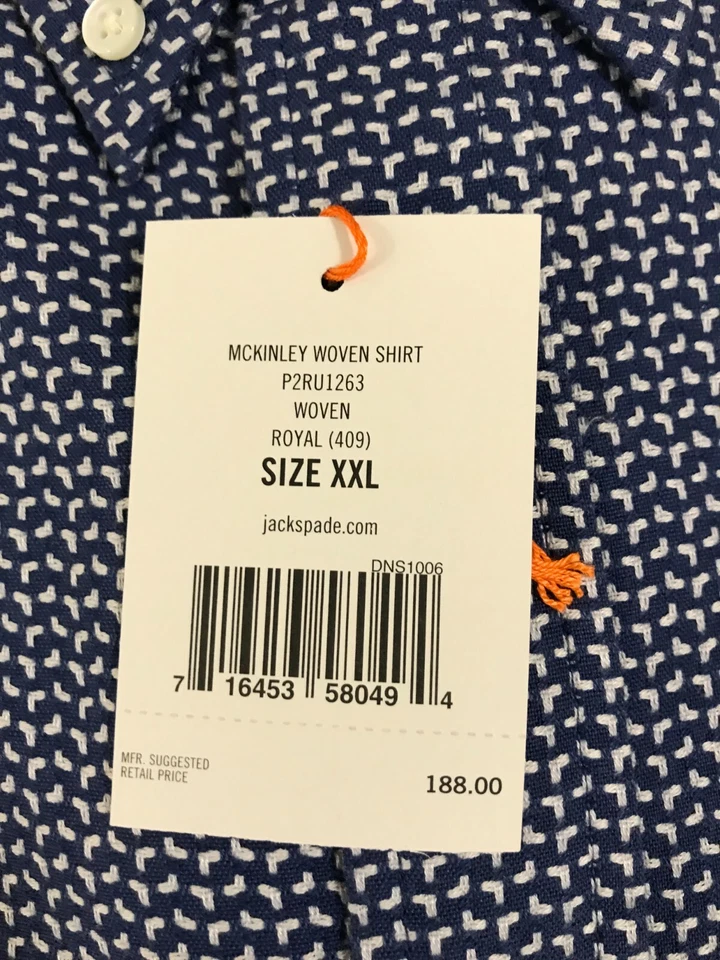 MCKINLEY WOVEN SHIRT
P2RU1263
WOVEN
ROYAL (409)
SIZE XXL
jackspade.com
DNS1006
7 16453 58049 4
MFR. SUGGESTED
RETAIL PRICE
188.00